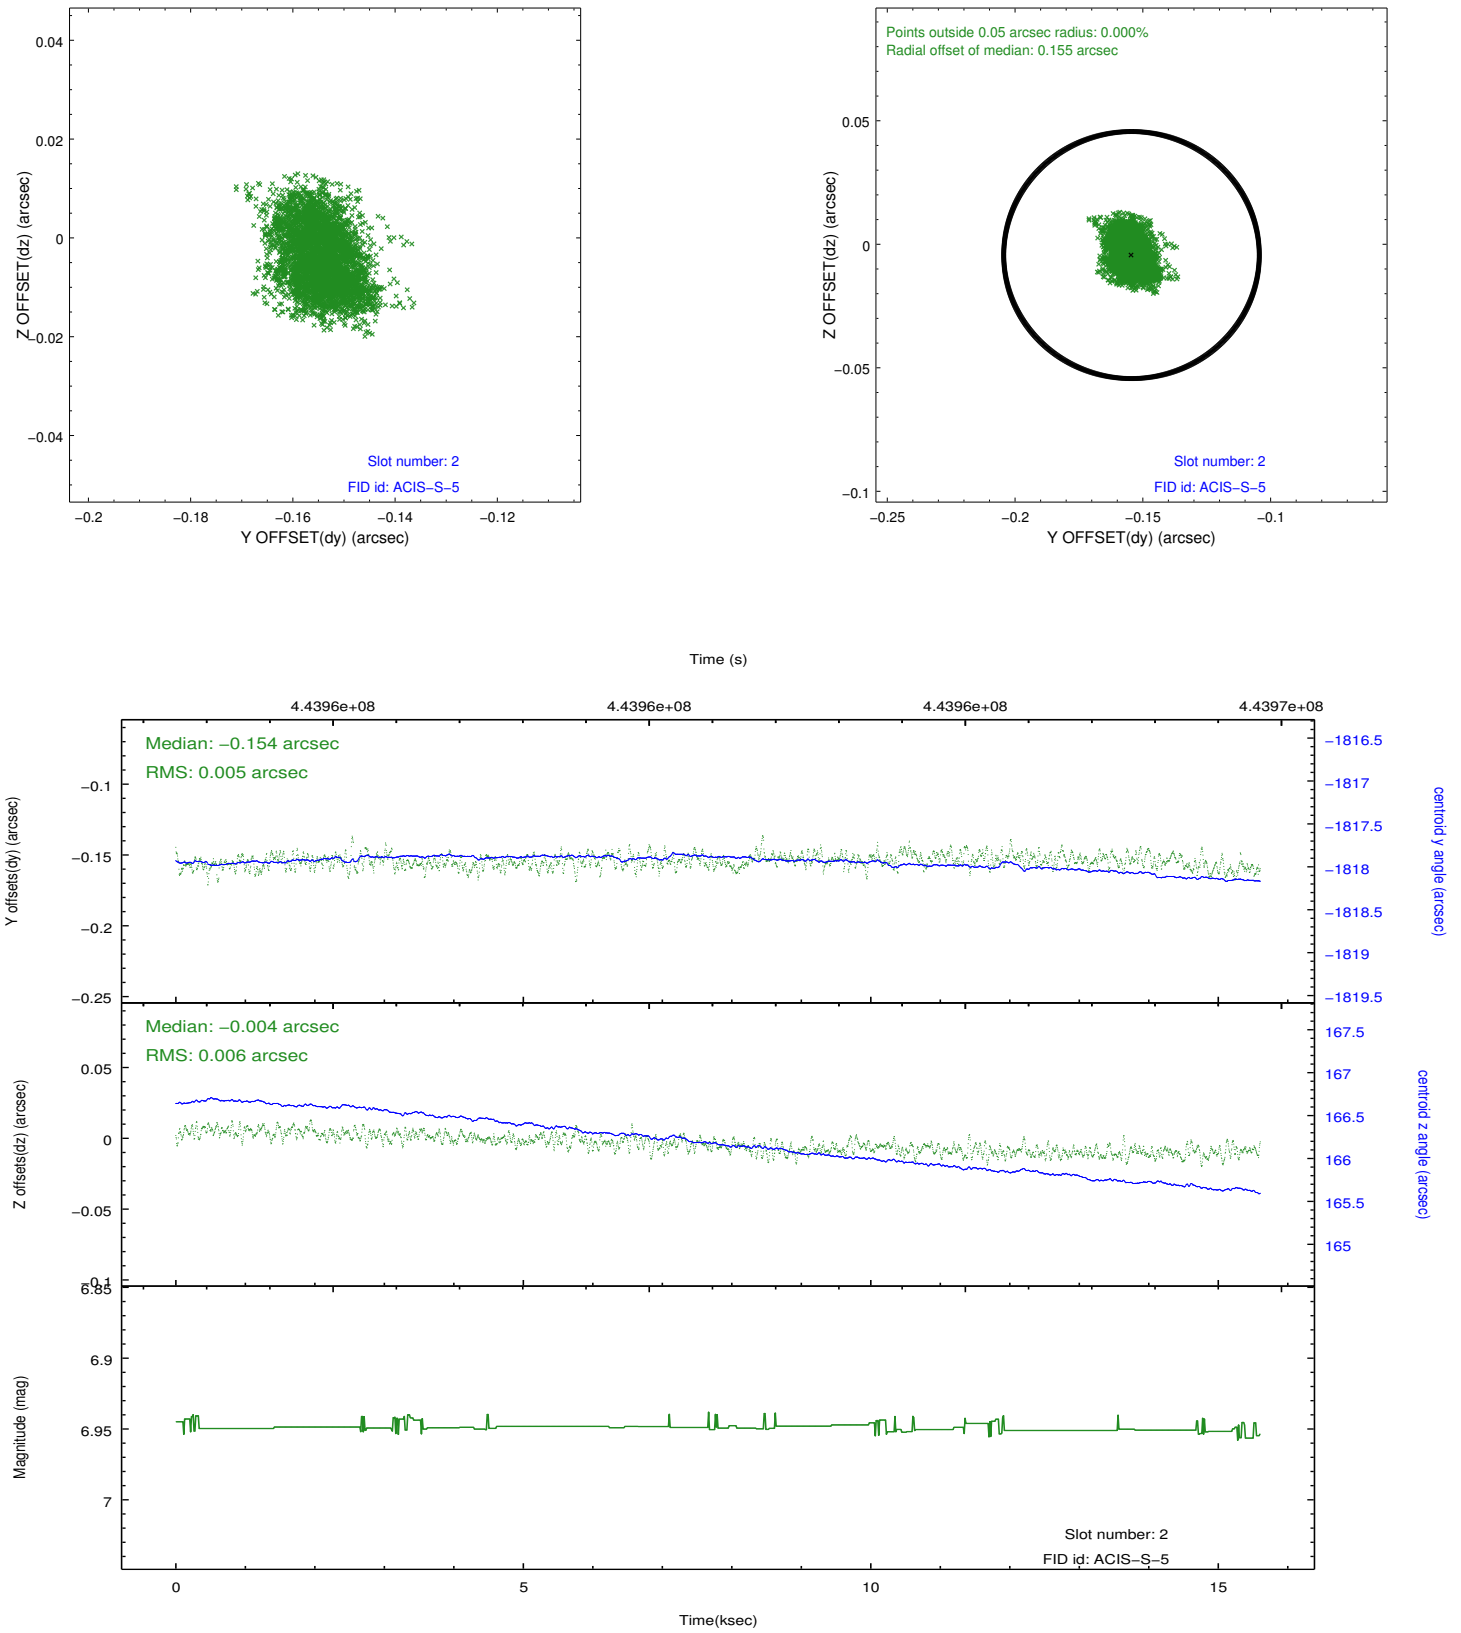 0.04
0.02
0
−0.02
−0.04
Z OFFSET(dz) (arcsec)
Slot number: 2
FID id: ACIS−S−5
−0.2
−0.18
−0.16
−0.14
−0.12
Y OFFSET(dy) (arcsec)
Points outside 0.05 arcsec radius: 0.000%
Radial offset of median: 0.155 arcsec
0.05
0
−0.05
−0.1
Z OFFSET(dz) (arcsec)
Slot number: 2
FID id: ACIS−S−5
−0.25
−0.2
−0.15
−0.1
Y OFFSET(dy) (arcsec)
Time (s)
4.4396e+08
4.4396e+08
4.4396e+08
4.4397e+08
Median: −0.154 arcsec
RMS: 0.005 arcsec
−0.1
−0.15
−0.2
−0.25
Y offsets(dy) (arcsec)
−1816.5
−1817
−1817.5
−1818
−1818.5
−1819
−1819.5
centroid y angle (arcsec)
Median: −0.004 arcsec
RMS: 0.006 arcsec
0.05
0
−0.05
−0.1
Z offsets(dz) (arcsec)
167.5
167
166.5
166
165.5
165
centroid z angle (arcsec)
6.85
6.9
6.95
7
Magnitude (mag)
Slot number: 2
FID id: ACIS−S−5
0
5
10
15
Time(ksec)